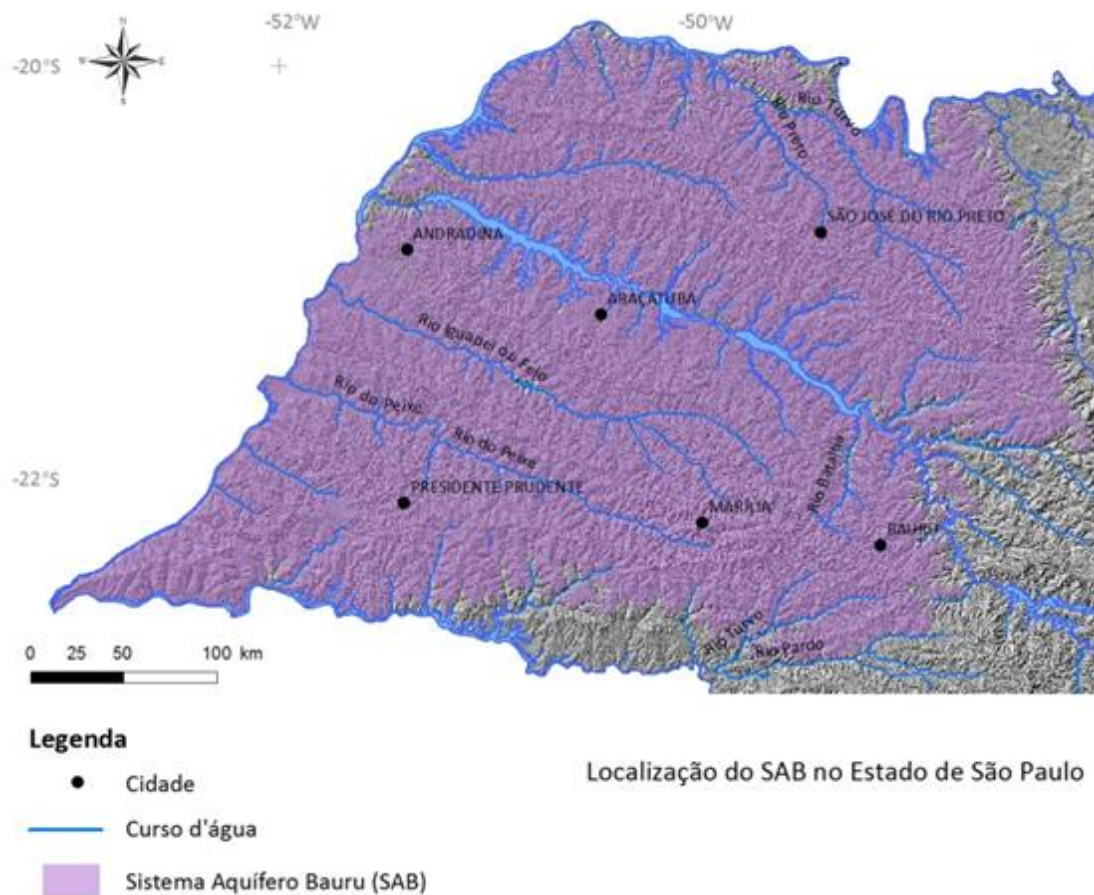 -52°W
-50°W
-20°S
N
S
Rio Turvo
Rio Preto
SÃO JOSÉ DO RIO PRETO
ANDRADINA
ARAÇATUBA
Rio Iguapei ou Feio
Rio do Peixe
Rio do Peixe
-22°S
PRESIDENTE PRUDENTE
MARÍLIA
Rio Batalha
BAURU
Rio Turvo
Rio Pardo
0 25 50 100 km
Legenda
Cidade
Localização do SAB no Estado de São Paulo
Curso d'água
Sistema Aquífero Bauru (SAB)